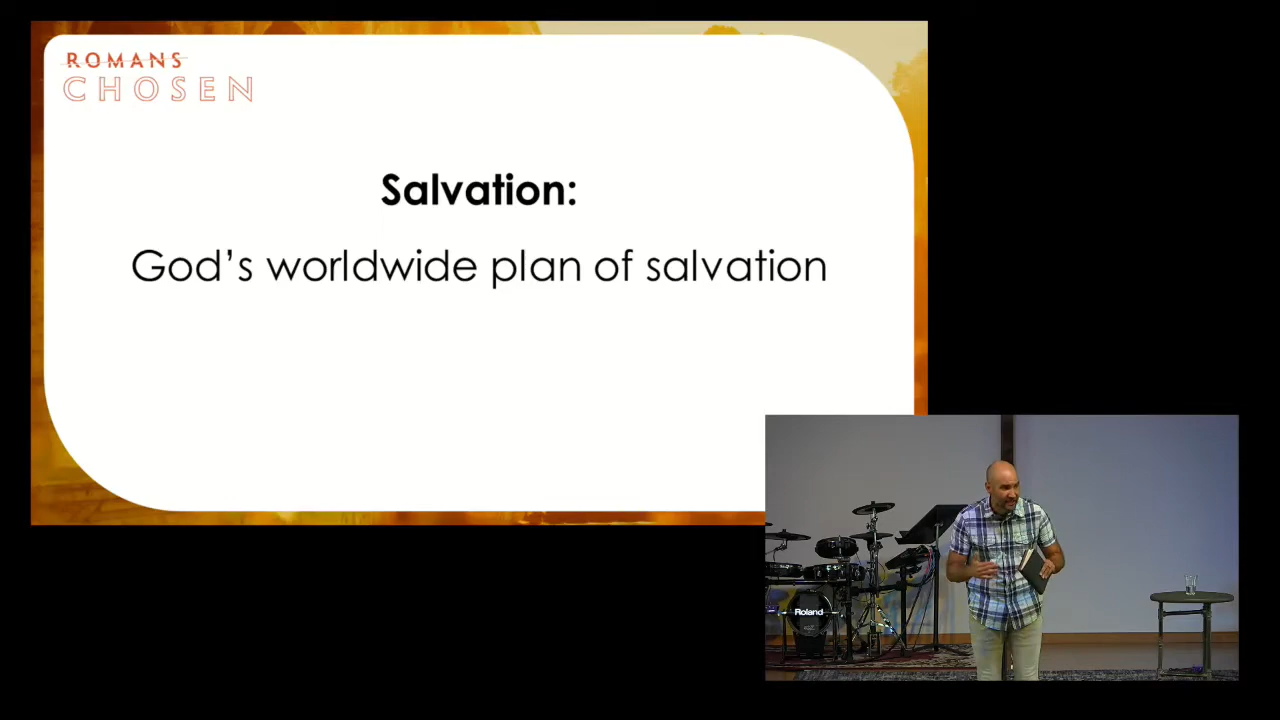 ROMANS
CHOSEN
Salvation:
God's worldwide plan of salvation
Roland